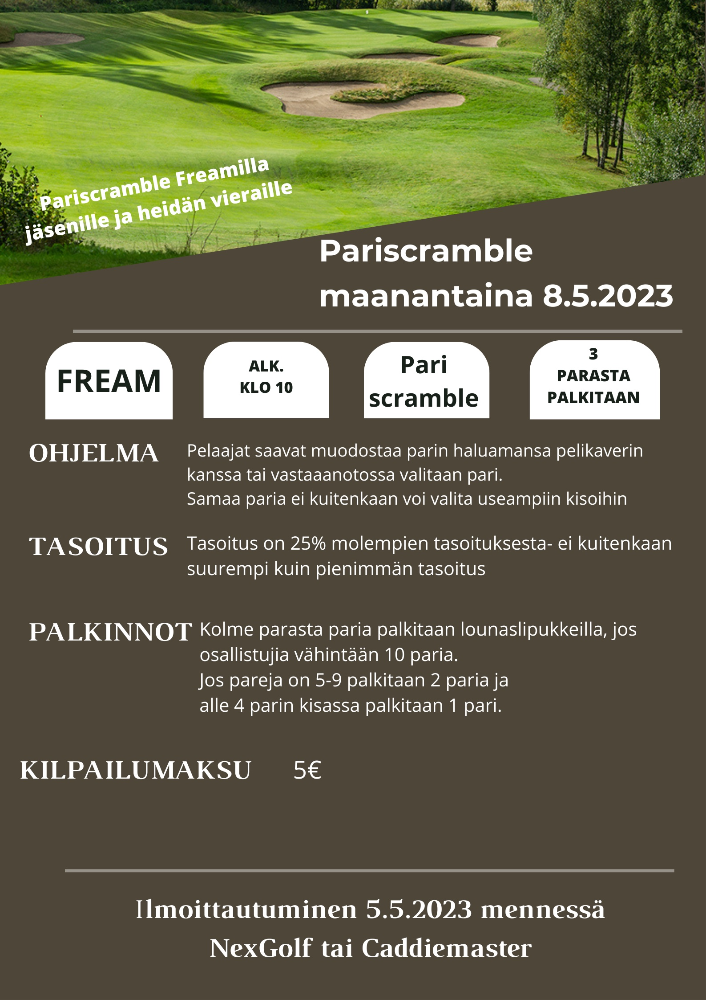 Pariscramble Freamilla
jäsenille ja heidän vieraille
Pariscramble
maanantaina 8.5.2023
FREAM
ALK.
KLO 10
Pari
scramble
3
PARASTA
PALKITAAN
OHJELMA
Pelaajat saavat muodostaa parin haluamansa pelikaverin
kanssa tai vastaaanotossa valitaan pari.
Samaa paria ei kuitenkaan voi valita useampiin kisoihin
TASOITUS
Tasoitus on 25% molempien tasoituksesta- ei kuitenkaan
suurempi kuin pienimmän tasoitus
PALKINNOT
Kolme parasta paria palkitaan lounaslipukkeilla, jos
osallistujia vähintään 10 paria.
Jos pareja on 5-9 palkitaan 2 paria ja
alle 4 parin kisassa palkitaan 1 pari.
KILPAILUMAKSU 5€
Ilmoittautuminen 5.5.2023 mennessä
NexGolf tai Caddiemaster